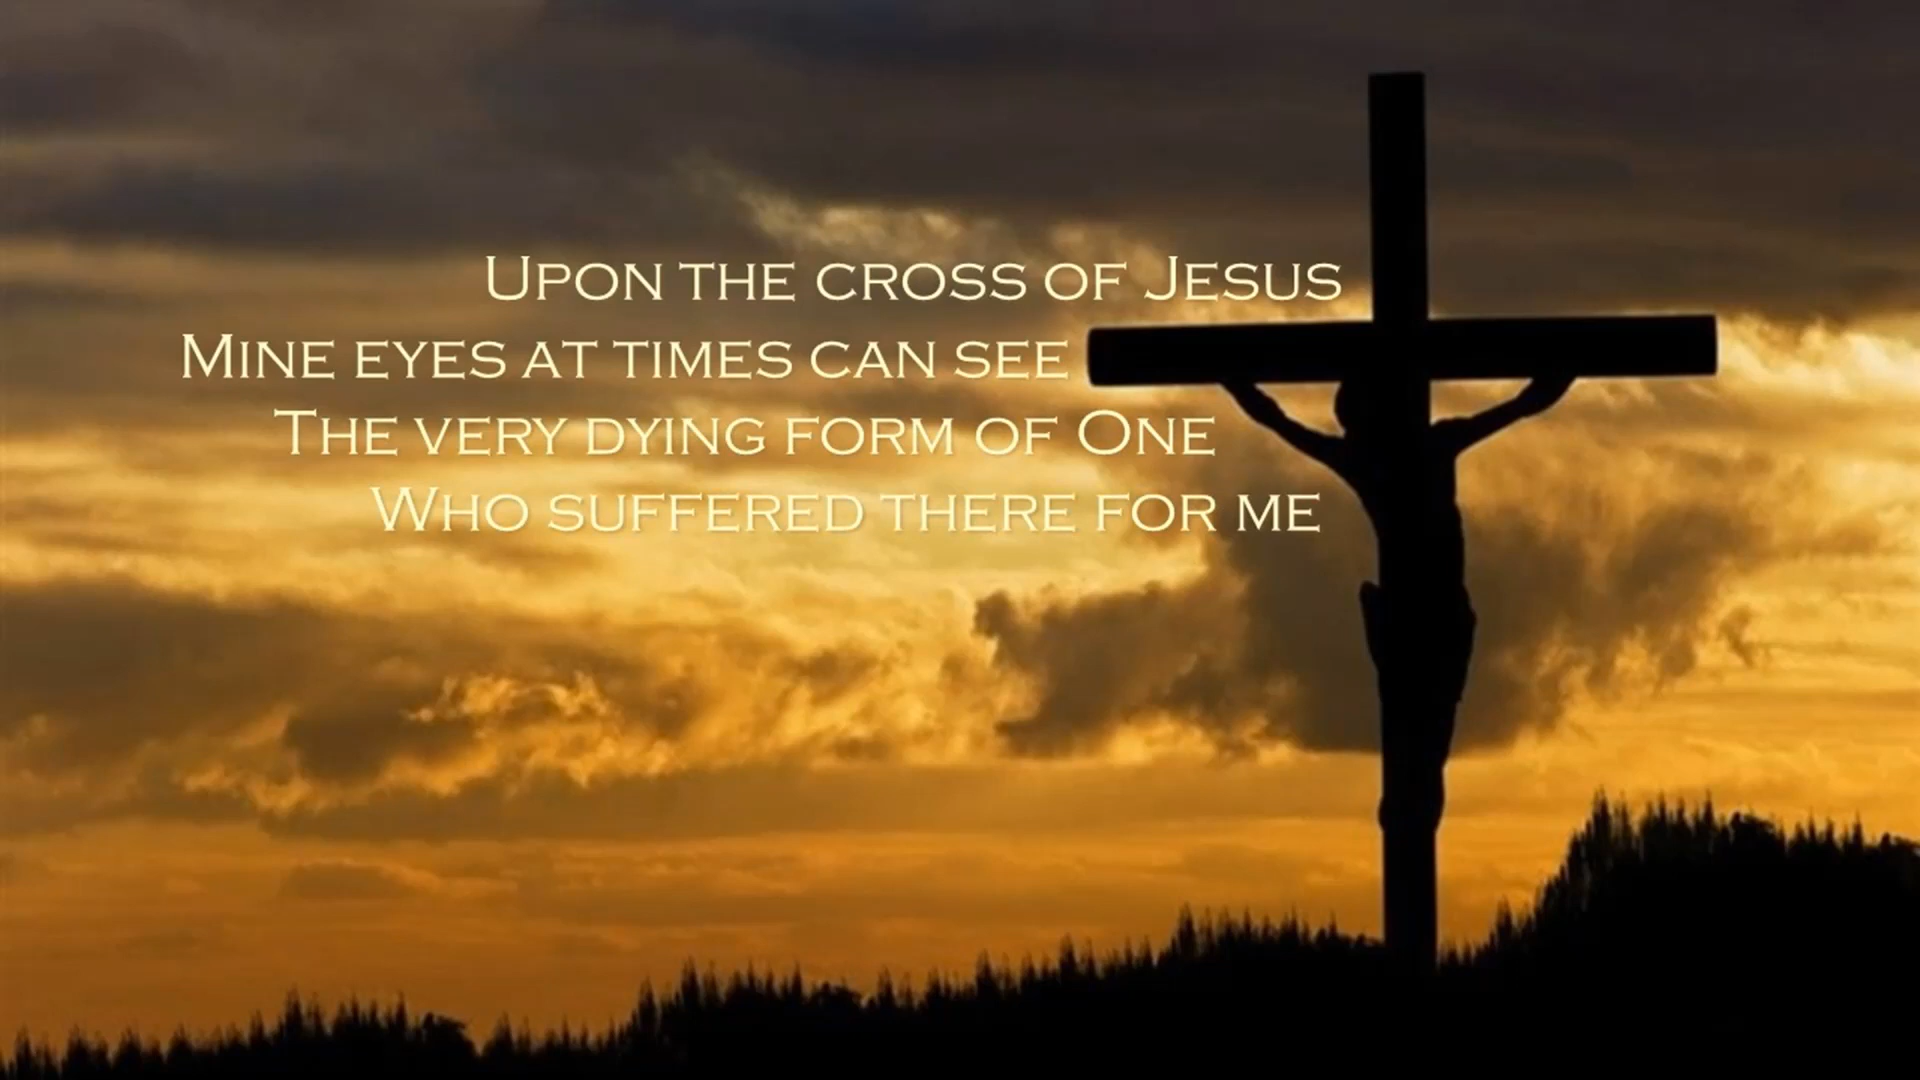 Upon the cross of Jesus
Mine eyes at times can see
The very dying form of One
Who suffered there for me